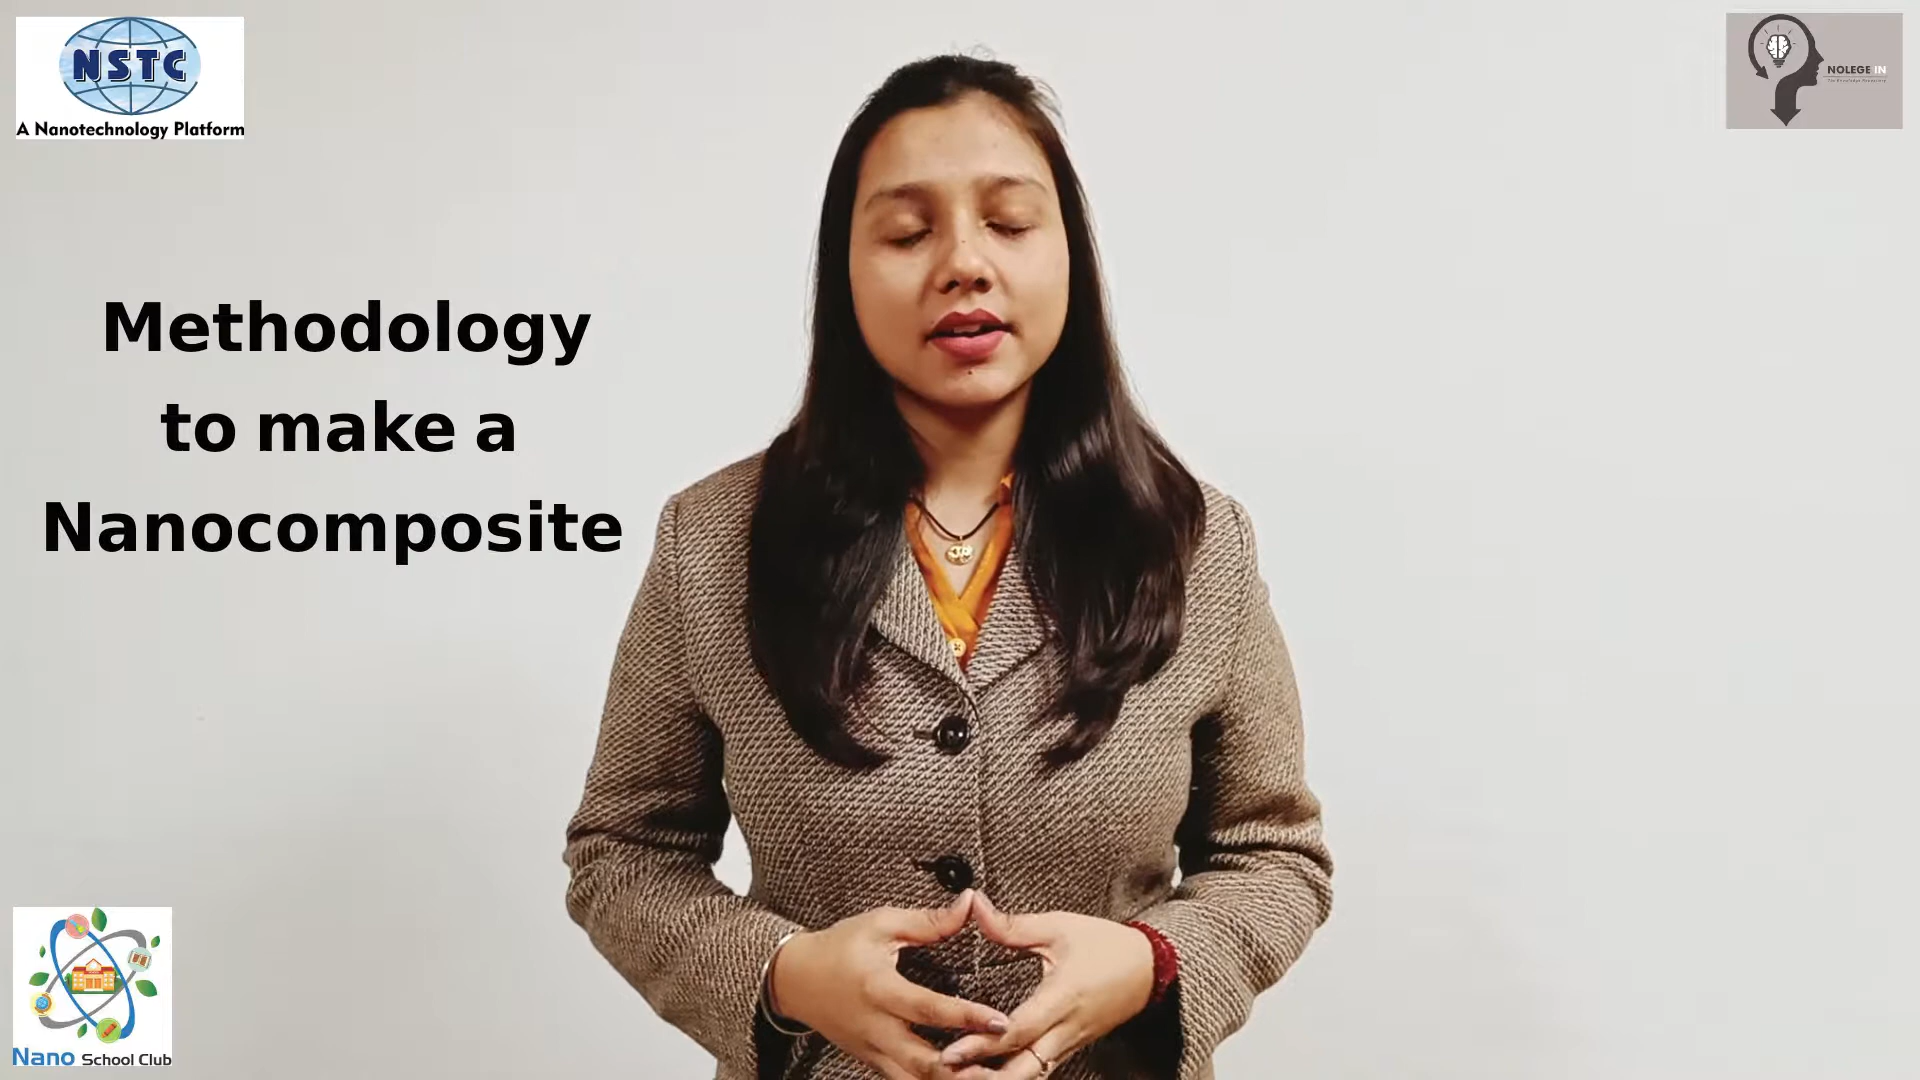 NSTC
A Nanotechnology Platform
NOLEGE IN
Methodology
to make a
Nanocomposite
Nano School Club